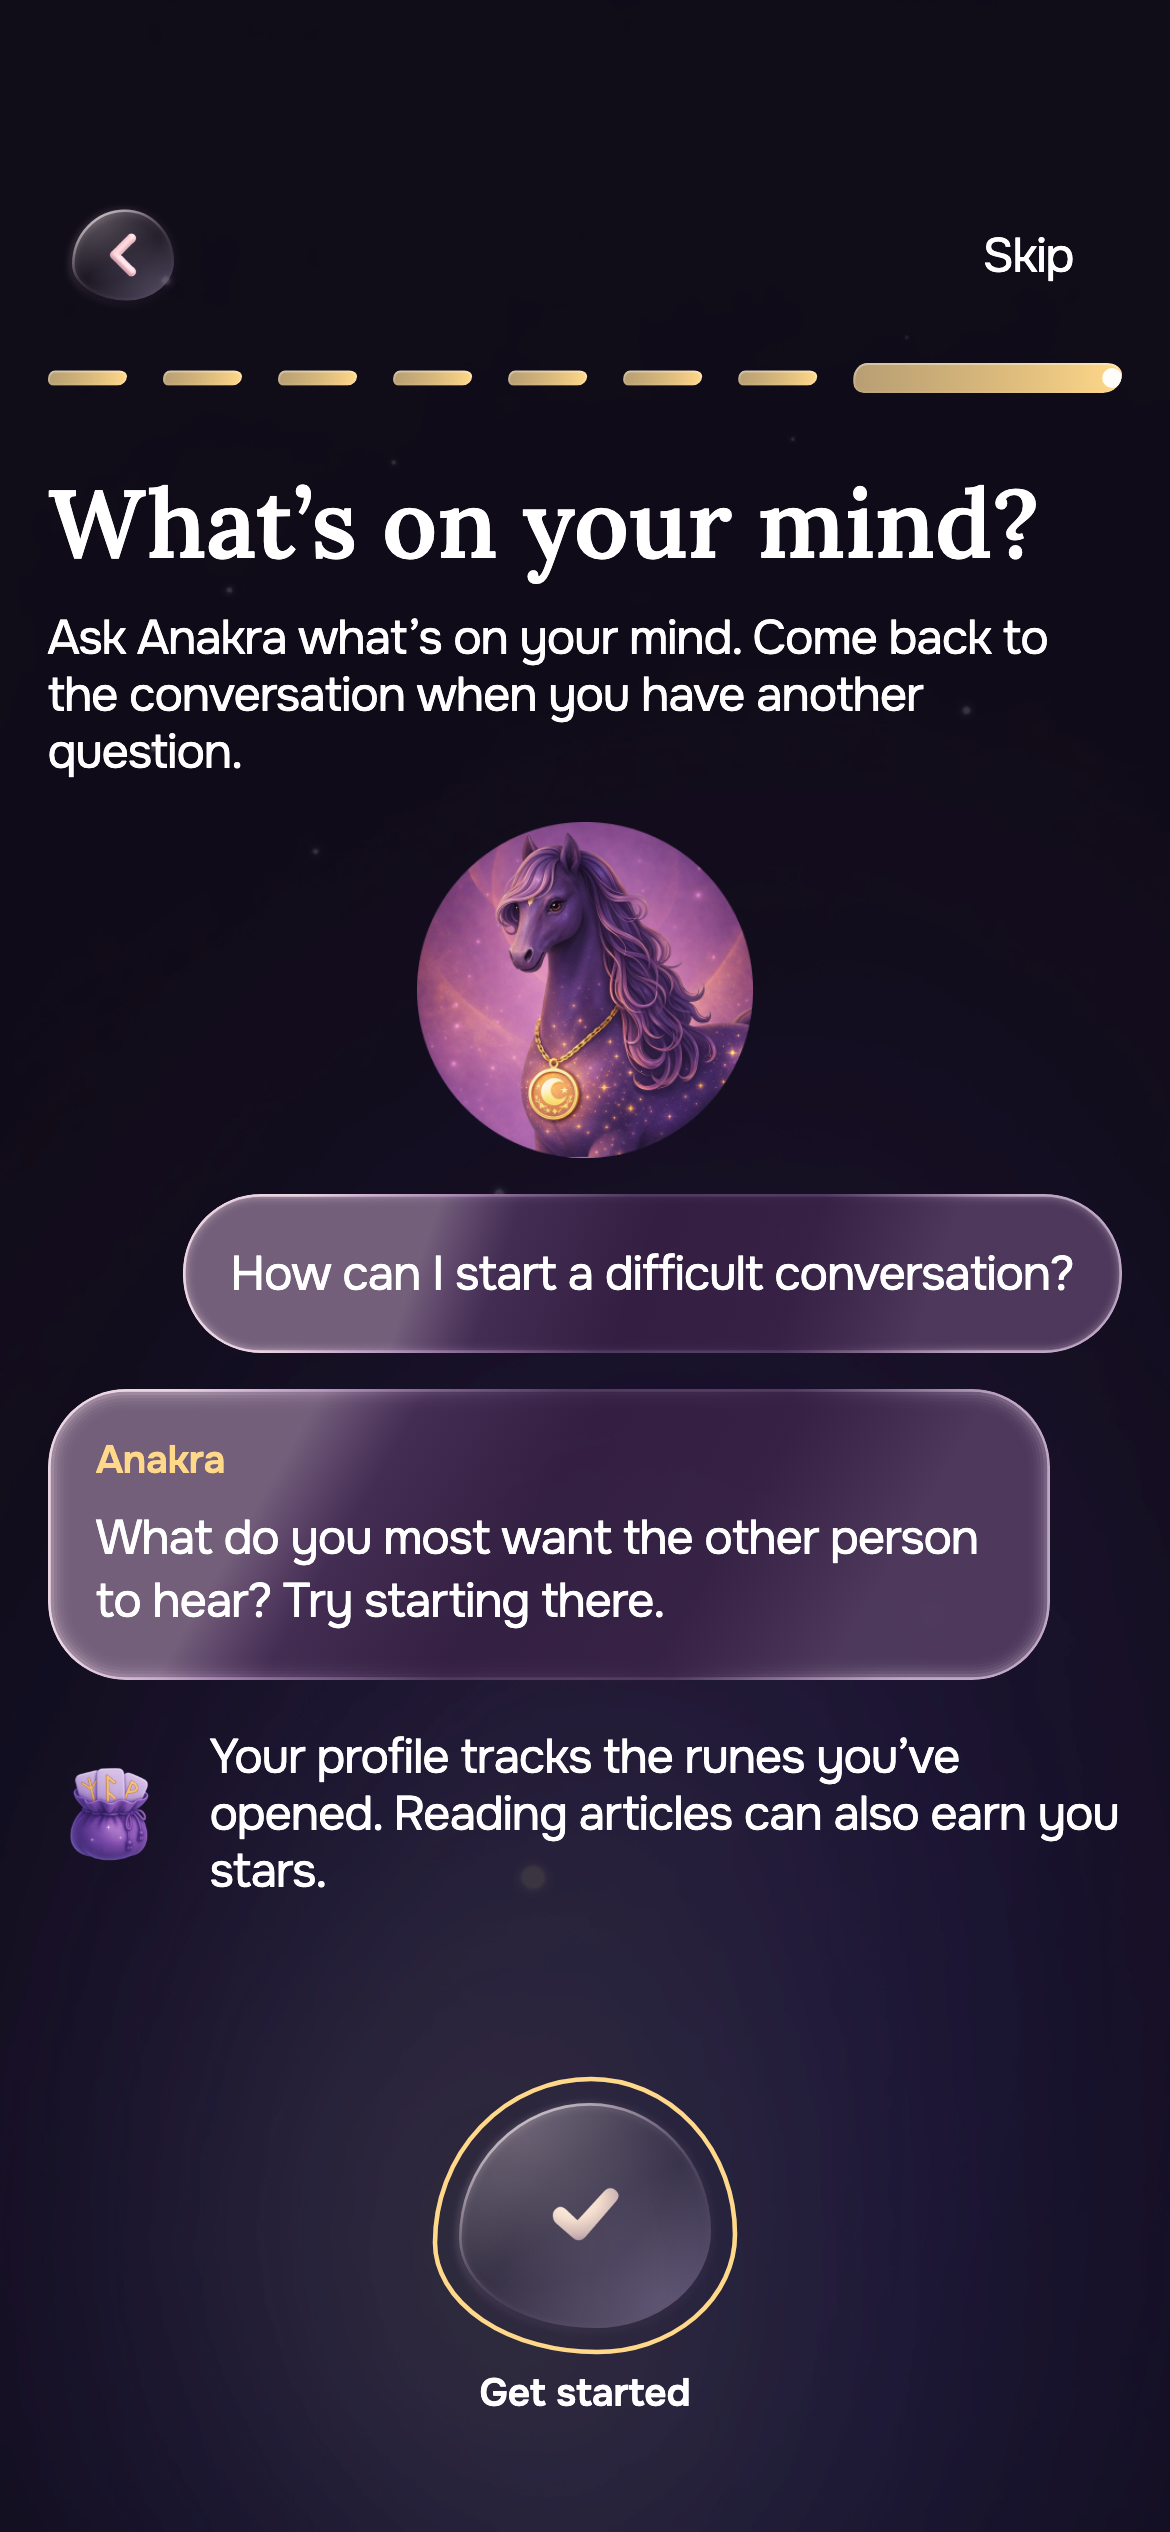 Skip
What’s on your mind?
Ask Anakra what’s on your mind. Come back to
the conversation when you have another
question.
How can I start a difficult conversation?
Anakra
What do you most want the other person
to hear? Try starting there.
Your profile tracks the runes you’ve
opened. Reading articles can also earn you
stars.
Get started